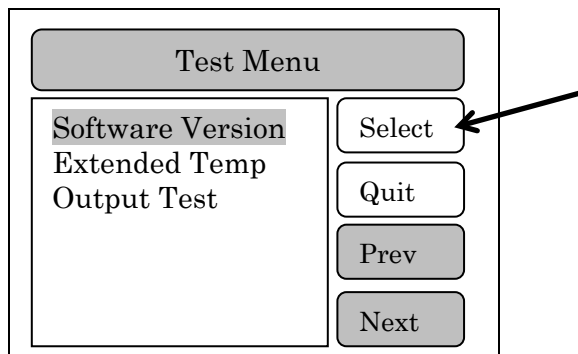 Test Menu
Software Version
Extended Temp
Output Test
Select
Quit
Prev
Next